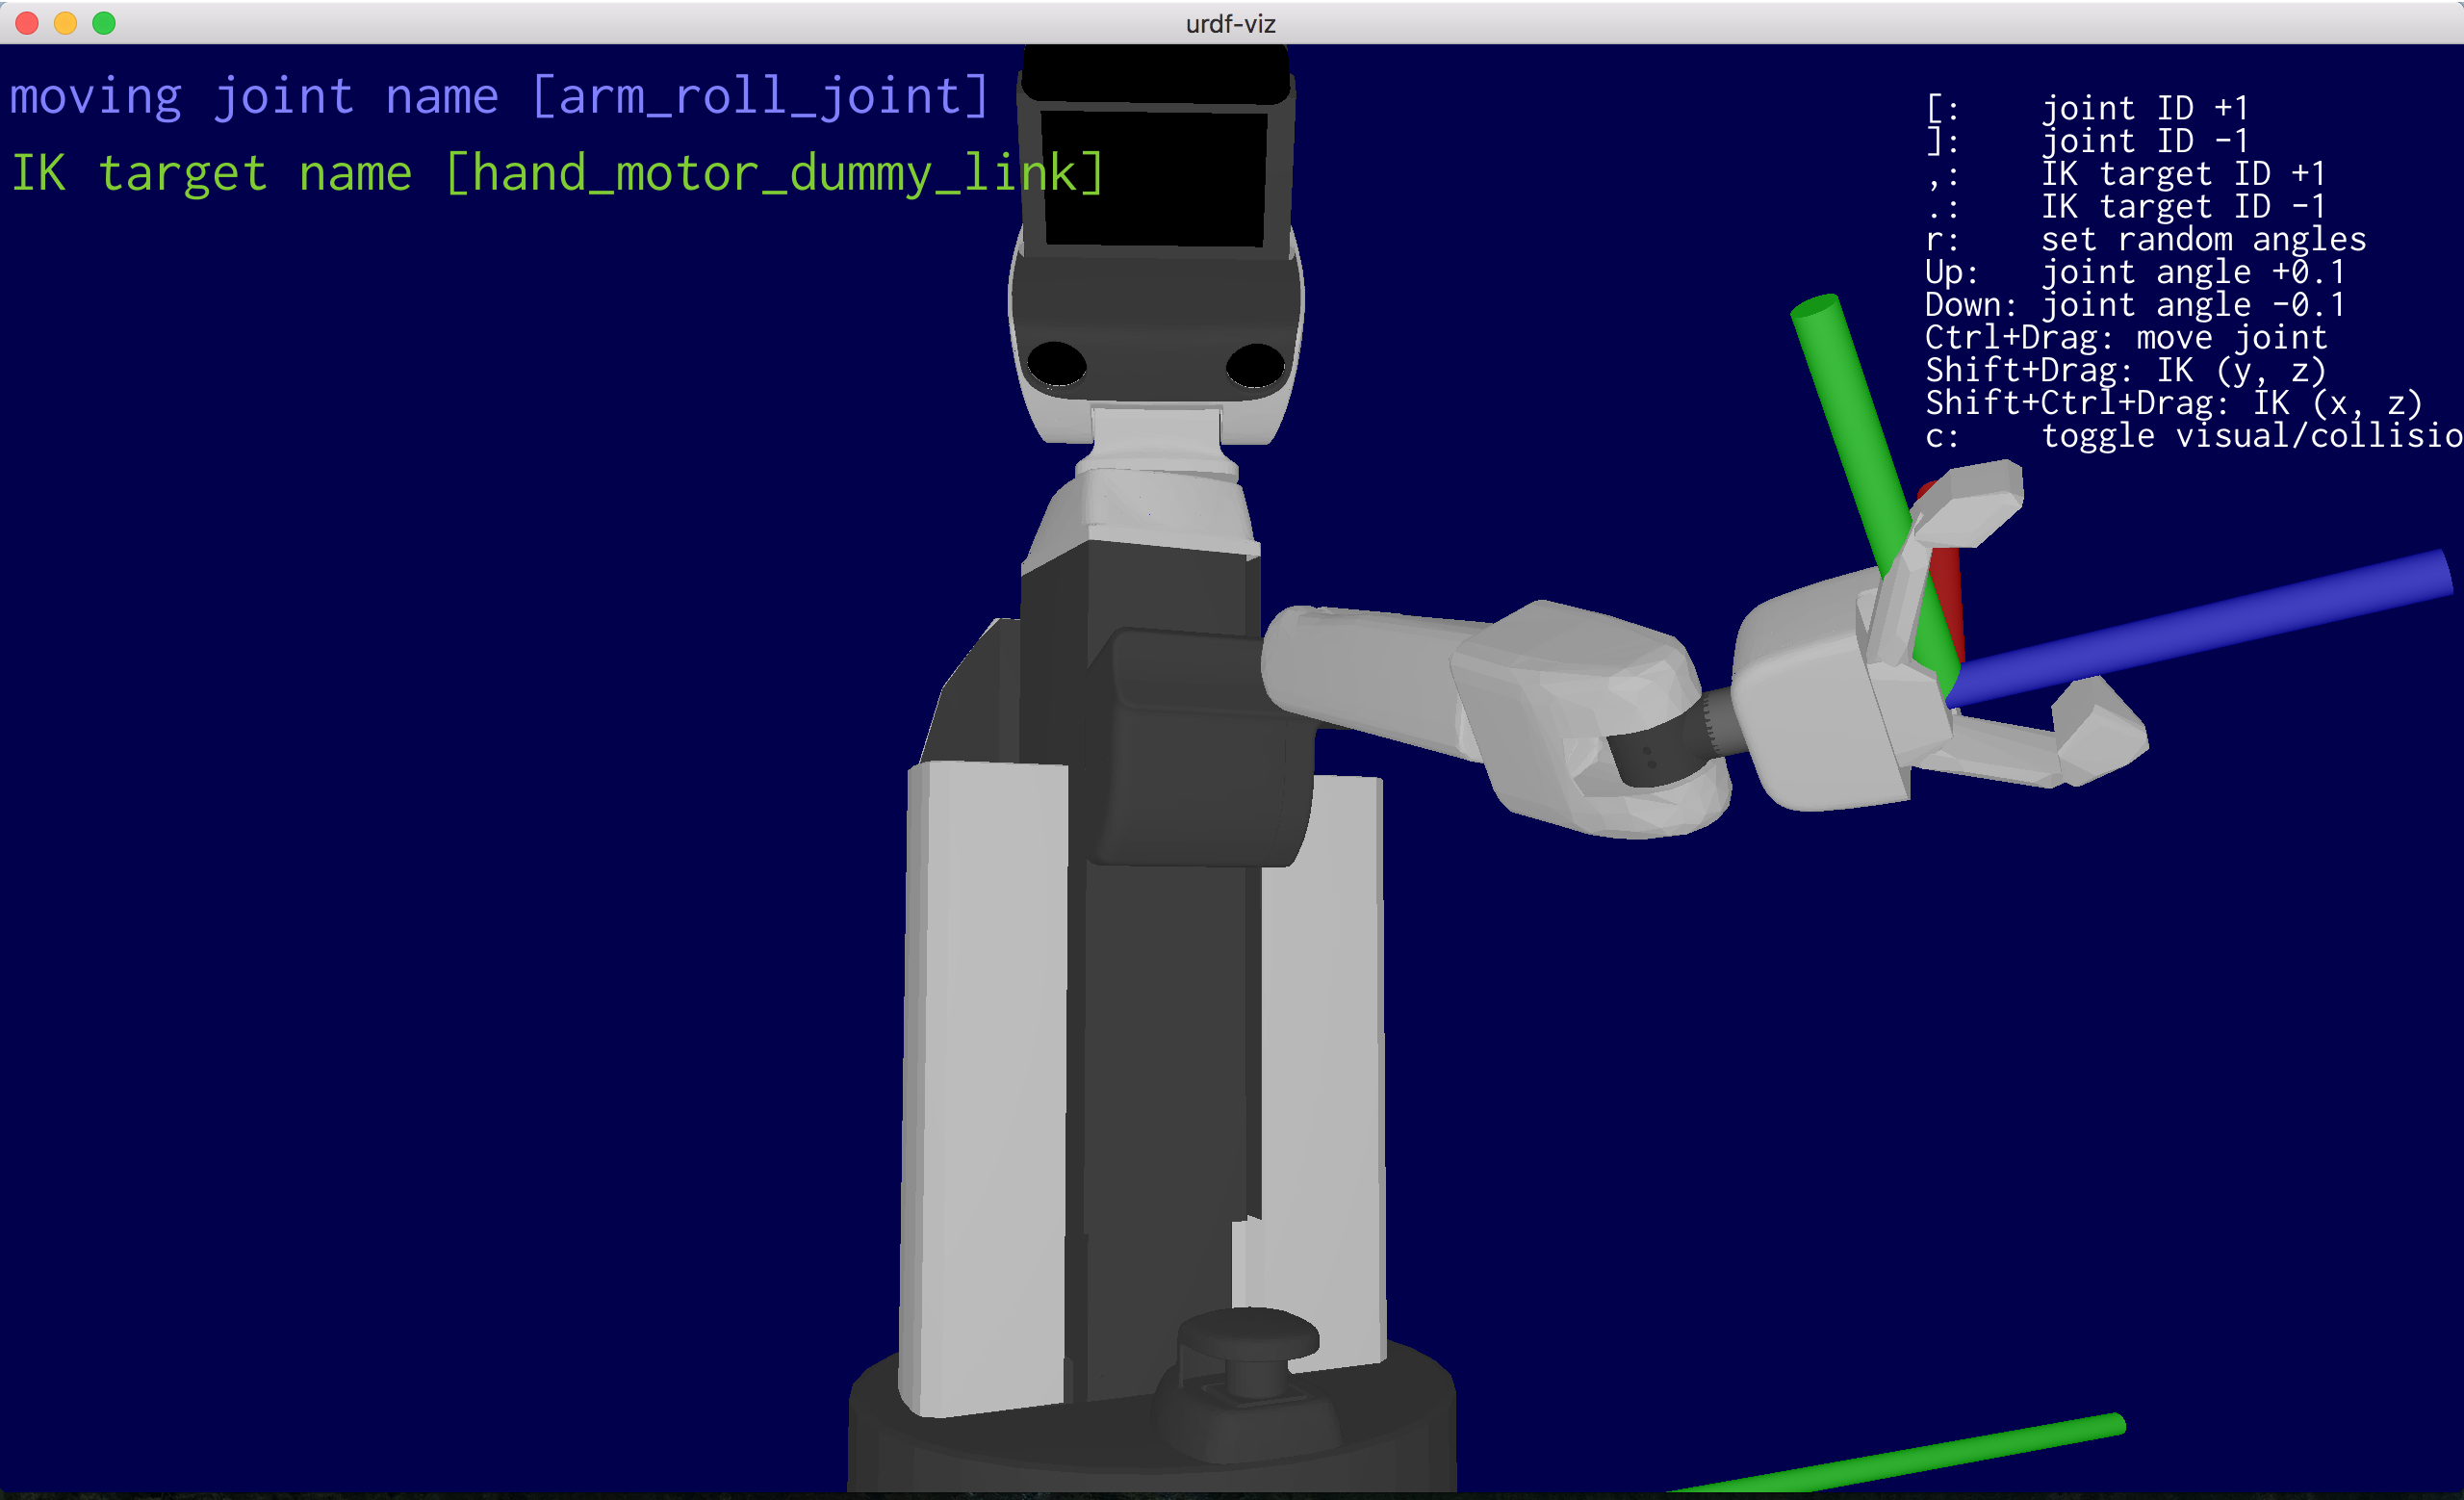 urdf-viz
moving joint name [arm_roll_joint]
IK target name [hand_motor_dummy_link]
[: joint ID +1
]: joint ID -1
,: IK target ID +1
.: IK target ID -1
r: set random angles
Up: joint angle +0.1
Down: joint angle -0.1
Ctrl+Drag: move joint
Shift+Drag: IK (y, z)
Shift+Ctrl+Drag: IK (x, z)
c: toggle visual/collisio